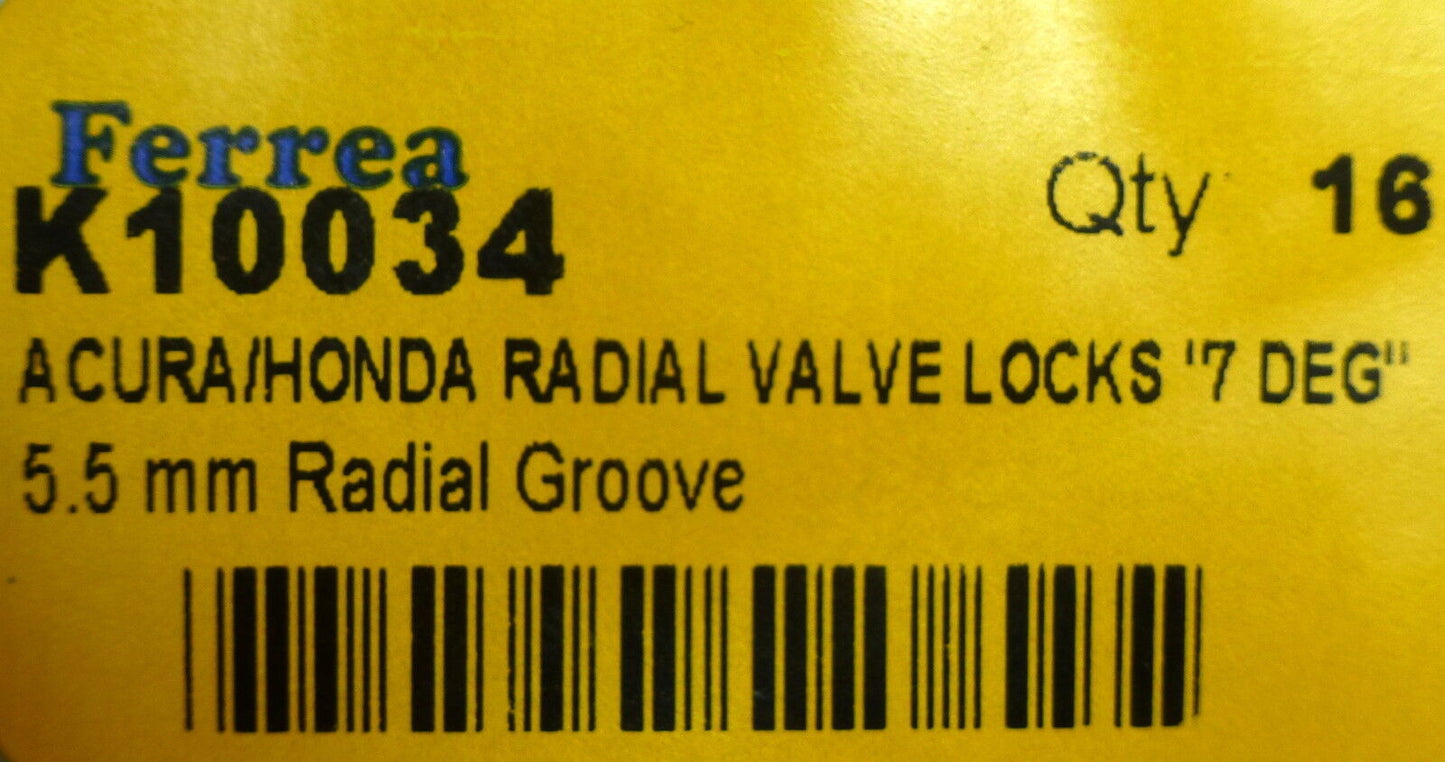 Ferrea
K10034
Qty 16
ACURA/HONDA RADIAL VALVE LOCKS "7 DEG"
5.5 mm Radial Groove